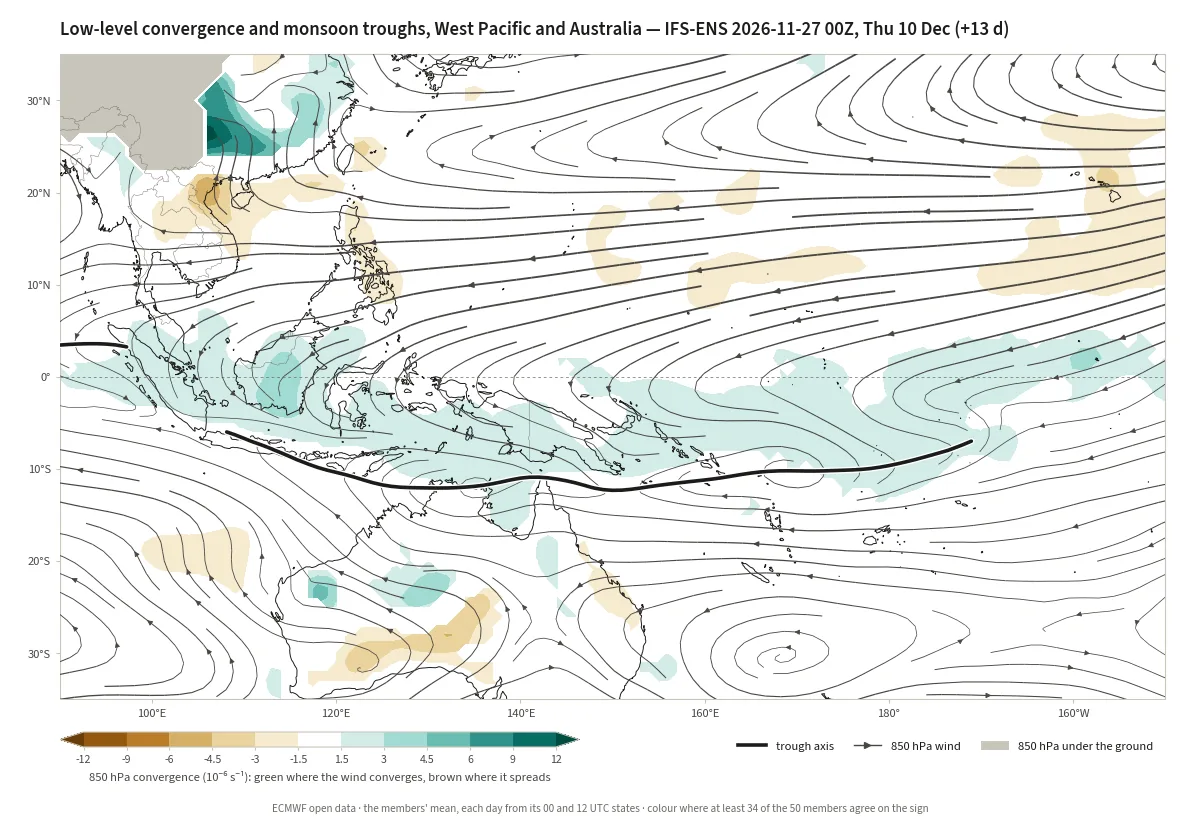 Low-level convergence and monsoon troughs, West Pacific and Australia — IFS-ENS 2026-11-27 00Z, Thu 10 Dec (+13 d)
30°N
20°N
10°N
0°
10°S
20°S
30°S
100°E 120°E 140°E 160°E 180° 160°W
-12 -9 -6 -4.5 -3 -1.5 1.5 3 4.5 6 9 12
850 hPa convergence (10⁻⁶ s⁻¹): green where the wind converges, brown where it spreads
trough axis 850 hPa wind 850 hPa under the ground
ECMWF open data · the members' mean, each day from its 00 and 12 UTC states · colour where at least 34 of the 50 members agree on the sign